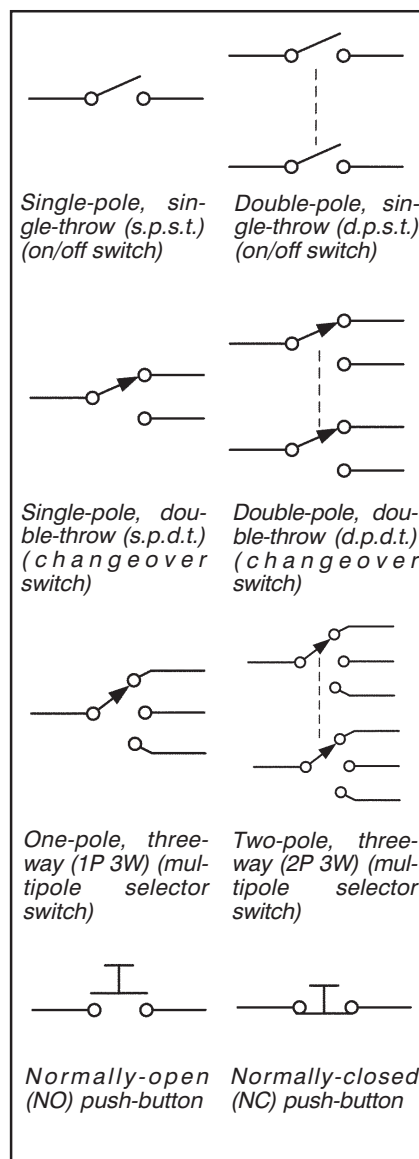 Single-pole, sin-
gle-throw (s.p.s.t.)
(on/off switch)
Double-pole, sin-
gle-throw (d.p.s.t.)
(on/off switch)
Single-pole, dou-
ble-throw (s.p.d.t.)
(changeover
switch)
Double-pole, dou-
ble-throw (d.p.d.t.)
(changeover
switch)
One-pole, three-
way (1P 3W) (mul-
tipole selector
switch)
Two-pole, three-
way (2P 3W) (mul-
tipole selector
switch)
Normally-open
(NO) push-button
Normally-closed
(NC) push-button